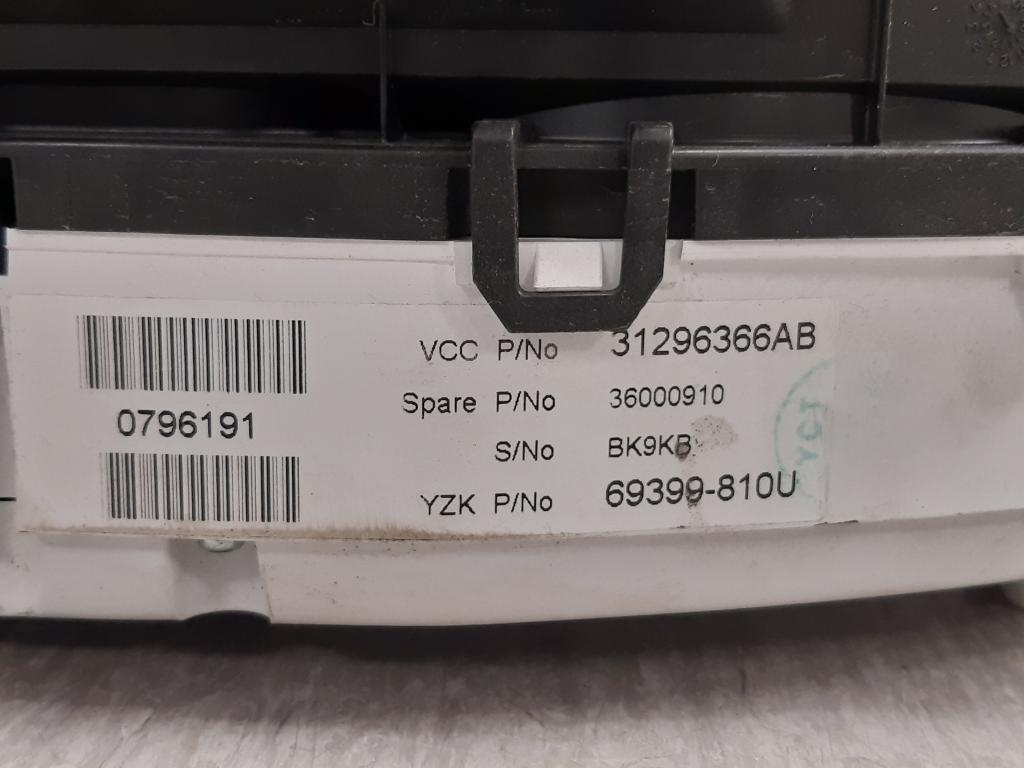 VCC P/No 31296366AB
Spare P/No 36000910
0796191
S/No BK9KB
YZK P/No 69399-810U